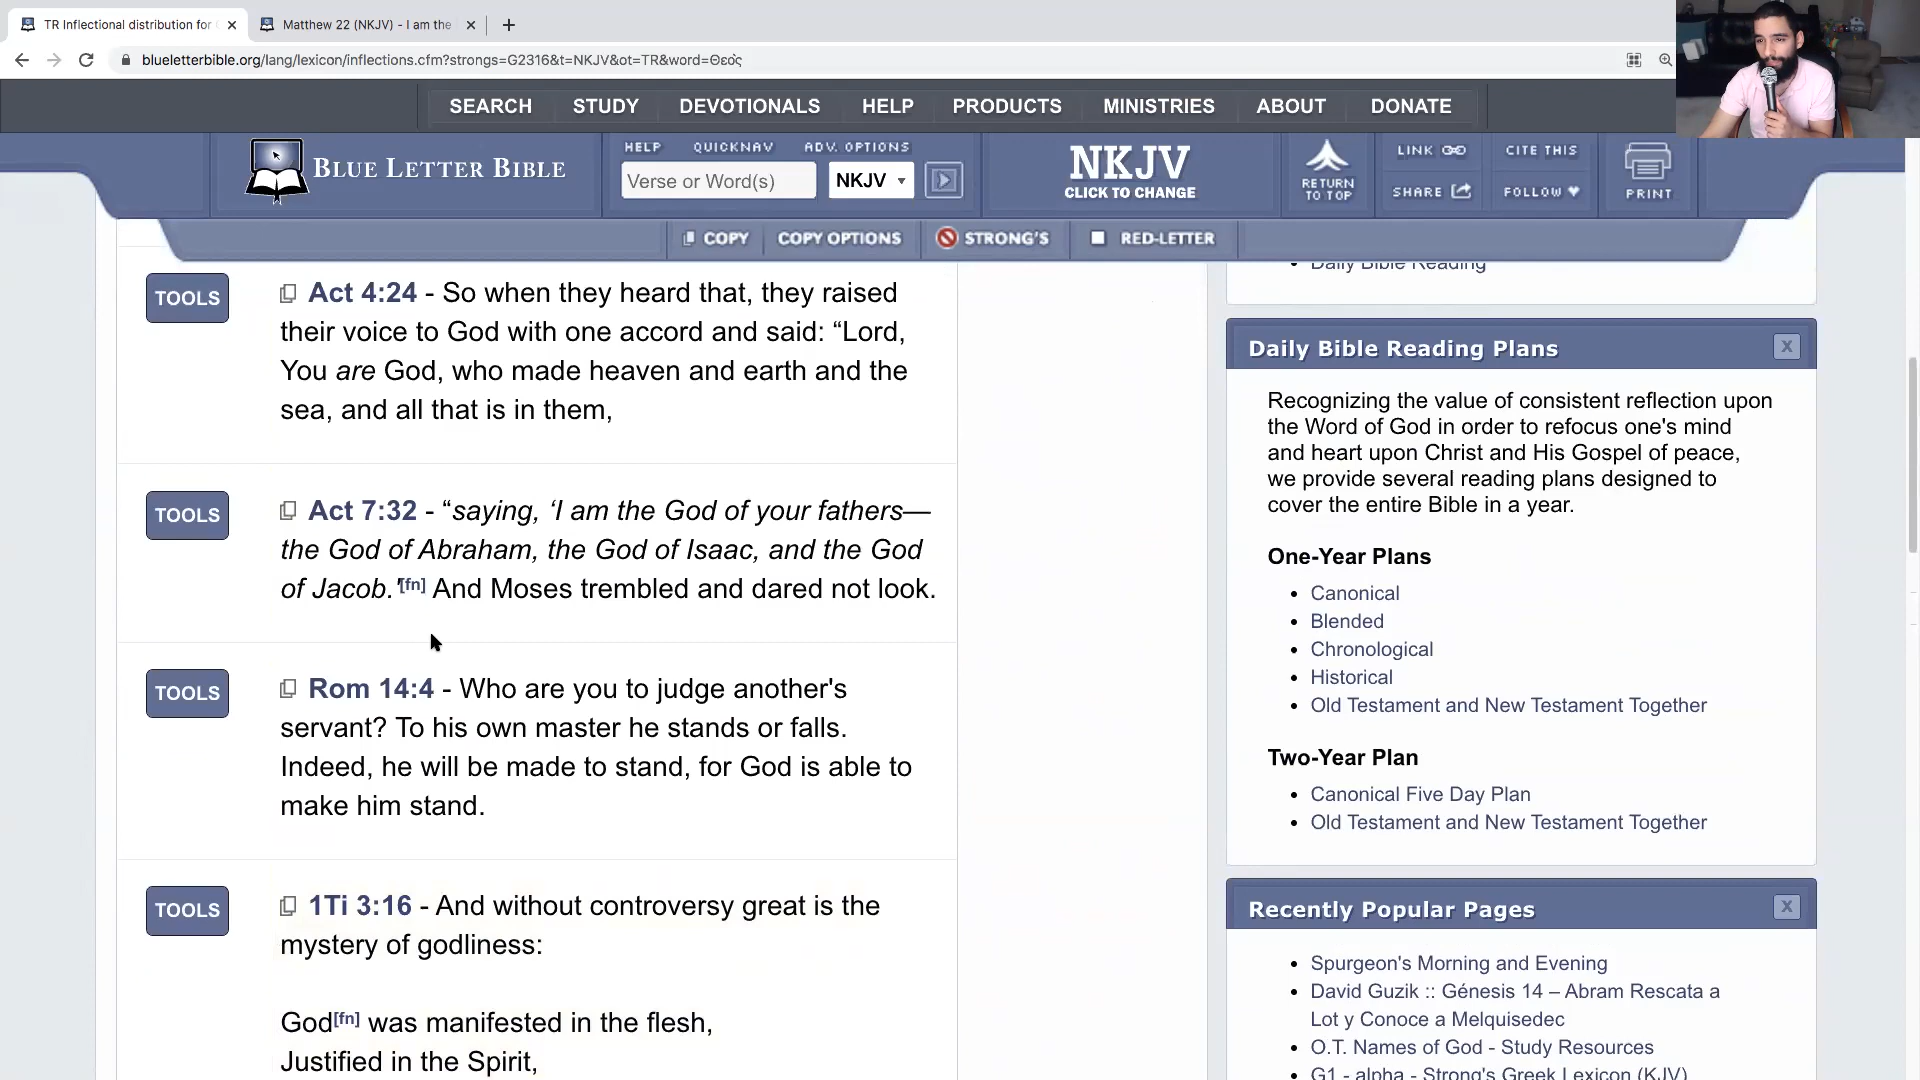 TR Inflectional distribution for
Matthew 22 (NKJV) - I am the
blueletterbible.org/lang/lexicon/inflections.cfm?strongs=G2316&t=NKJV&ot=TR&word=Θεὸς
SEARCH STUDY DEVOTIONALS HELP PRODUCTS MINISTRIES ABOUT DONATE
BLUE LETTER BIBLE
HELP QUICKNAV ADV. OPTIONS
Verse or Word(s)
NKJV
NKJV
CLICK TO CHANGE
RETURN
TO TOP
LINK
CITE THIS
SHARE
FOLLOW
PRINT
COPY COPY OPTIONS STRONG'S RED-LETTER
TOOLS
Act 4:24 - So when they heard that, they raised
their voice to God with one accord and said: “Lord,
You are God, who made heaven and earth and the
sea, and all that is in them,
TOOLS
Act 7:32 - “saying, ‘I am the God of your fathers—
the God of Abraham, the God of Isaac, and the God
of Jacob.’[fn] And Moses trembled and dared not look.
TOOLS
Rom 14:4 - Who are you to judge another's
servant? To his own master he stands or falls.
Indeed, he will be made to stand, for God is able to
make him stand.
TOOLS
1Ti 3:16 - And without controversy great is the
mystery of godliness:
God[fn] was manifested in the flesh,
Justified in the Spirit,
Daily Bible Reading
Daily Bible Reading Plans
X
Recognizing the value of consistent reflection upon
the Word of God in order to refocus one's mind
and heart upon Christ and His Gospel of peace,
we provide several reading plans designed to
cover the entire Bible in a year.
One-Year Plans
• Canonical
• Blended
• Chronological
• Historical
• Old Testament and New Testament Together
Two-Year Plan
• Canonical Five Day Plan
• Old Testament and New Testament Together
Recently Popular Pages
X
• Spurgeon's Morning and Evening
• David Guzik :: Génesis 14 – Abram Rescata a
Lot y Conoce a Melquisedec
• O.T. Names of God - Study Resources
• G1 - alpha - Strong's Greek Lexicon (KJV)